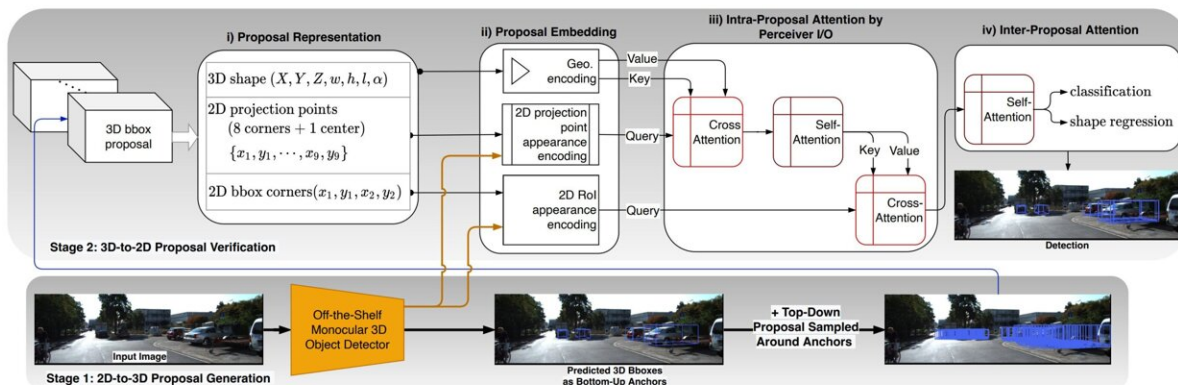 i) Proposal Representation
ii) Proposal Embedding
iii) Intra-Proposal Attention by
Perceiver I/O
iv) Inter-Proposal Attention
3D bbox
proposal
3D shape (X, Y, Z, w, h, l, α)
2D projection points
(8 corners + 1 center)
{x₁, y₁, ⋯, x₉, y₉}
2D bbox corners(x₁, y₁, x₂, y₂)
Geo.
encoding
2D projection
point
appearance
encoding
2D RoI
appearance
encoding
Value
Key
Query
Query
Cross
Attention
Self-
Attention
Key
Value
Cross-
Attention
Self-
Attention
classification
shape regression
Detection
Stage 2: 3D-to-2D Proposal Verification
Input Image
Off-the-Shelf
Monocular 3D
Object Detector
Predicted 3D Bboxes
as Bottom-Up Anchors
+ Top-Down
Proposal Sampled
Around Anchors
Stage 1: 2D-to-3D Proposal Generation